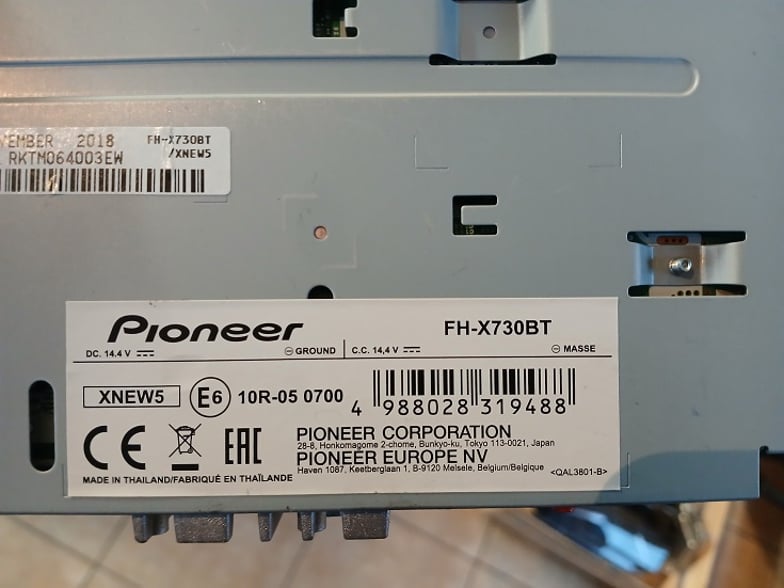 2018 FH-X730BT
RKTM064003EW /XNEW5
Pioneer FH-X730BT
DC. 14.4 V ⎓ ⊖ GROUND C.C. 14,4 V ⎓ ⊖ MASSE
XNEW5 E6 10R-05 0700
4 988028 319488
CE EAC
PIONEER CORPORATION
28-8, Honkomagome 2-chome, Bunkyo-ku, Tokyo 113-0021, Japan
PIONEER EUROPE NV
Haven 1087, Keetberglaan 1, B-9120 Melsele, Belgium/Belgique <QAL3801-B>
MADE IN THAILAND/FABRIQUÉ EN THAÏLANDE